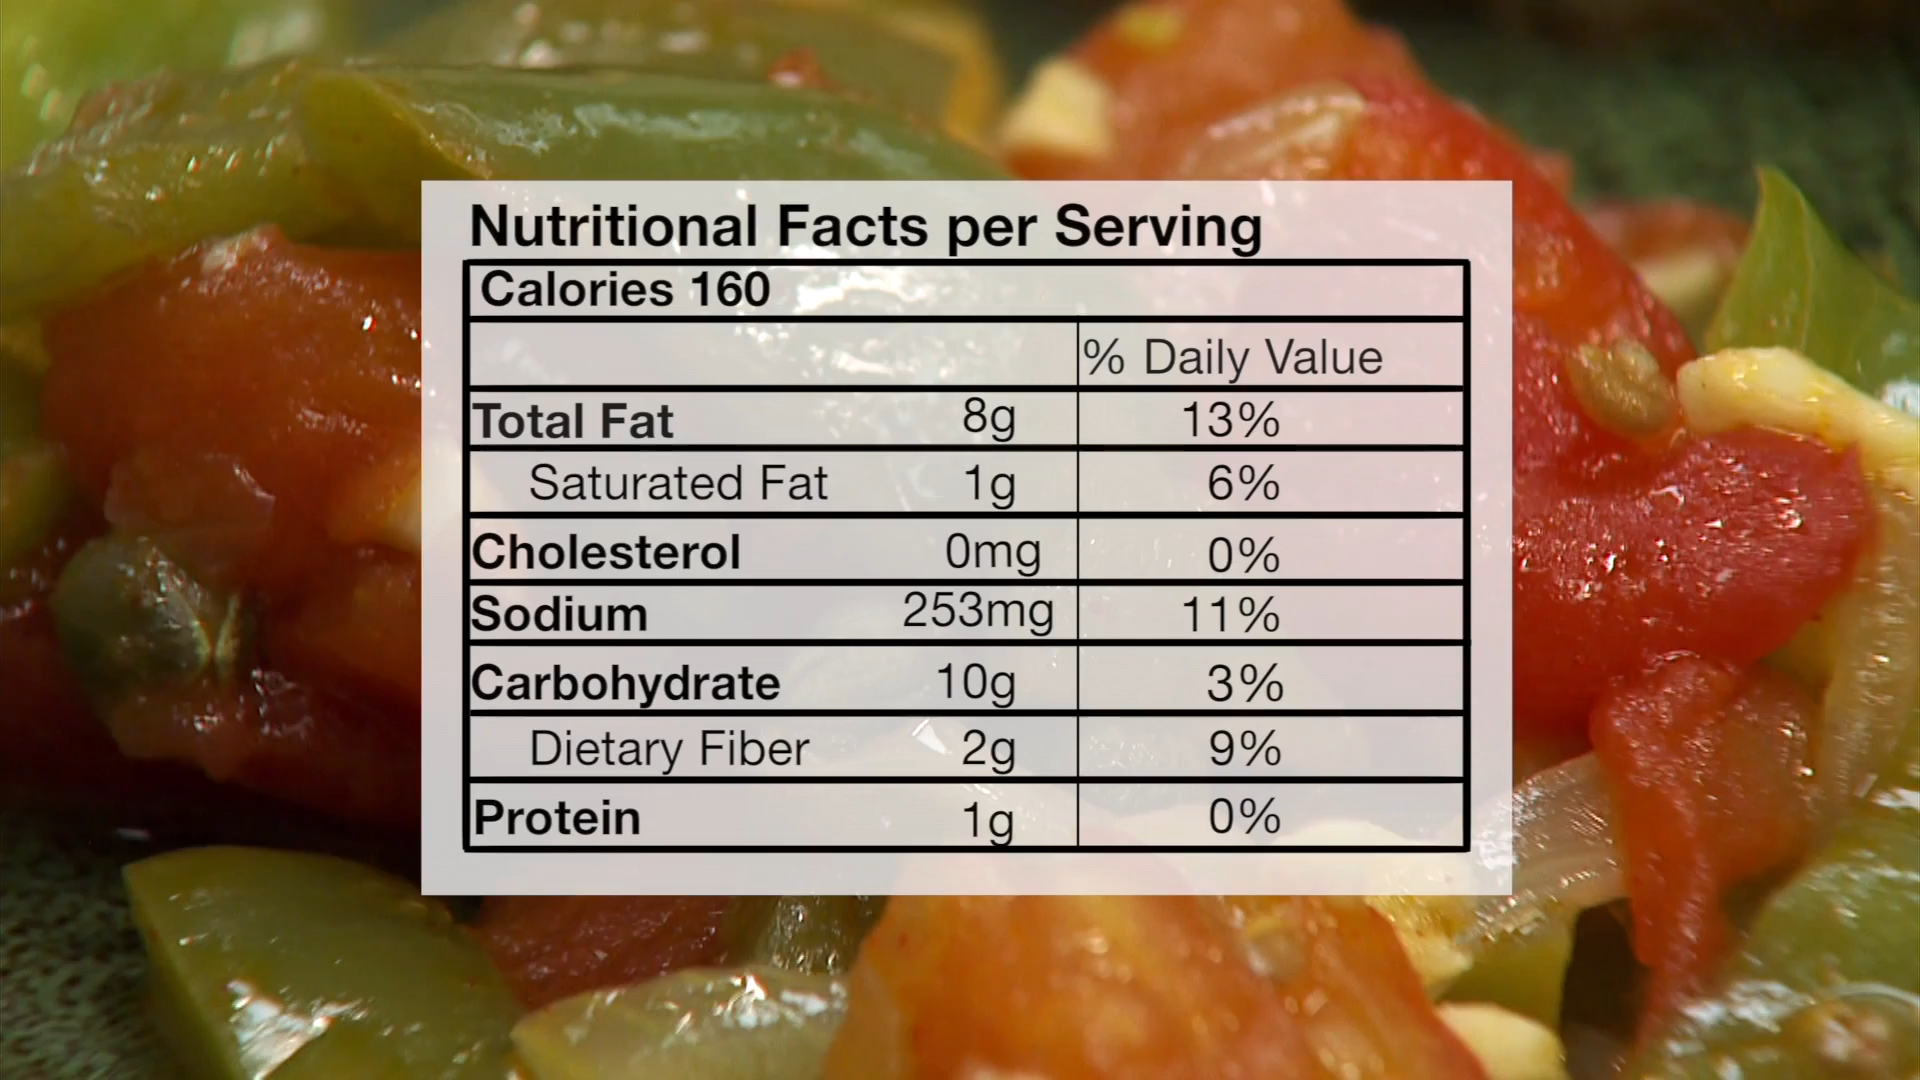 Nutritional Facts per Serving
Calories 160
% Daily Value
Total Fat 8g 13%
Saturated Fat 1g 6%
Cholesterol 0mg 0%
Sodium 253mg 11%
Carbohydrate 10g 3%
Dietary Fiber 2g 9%
Protein 1g 0%